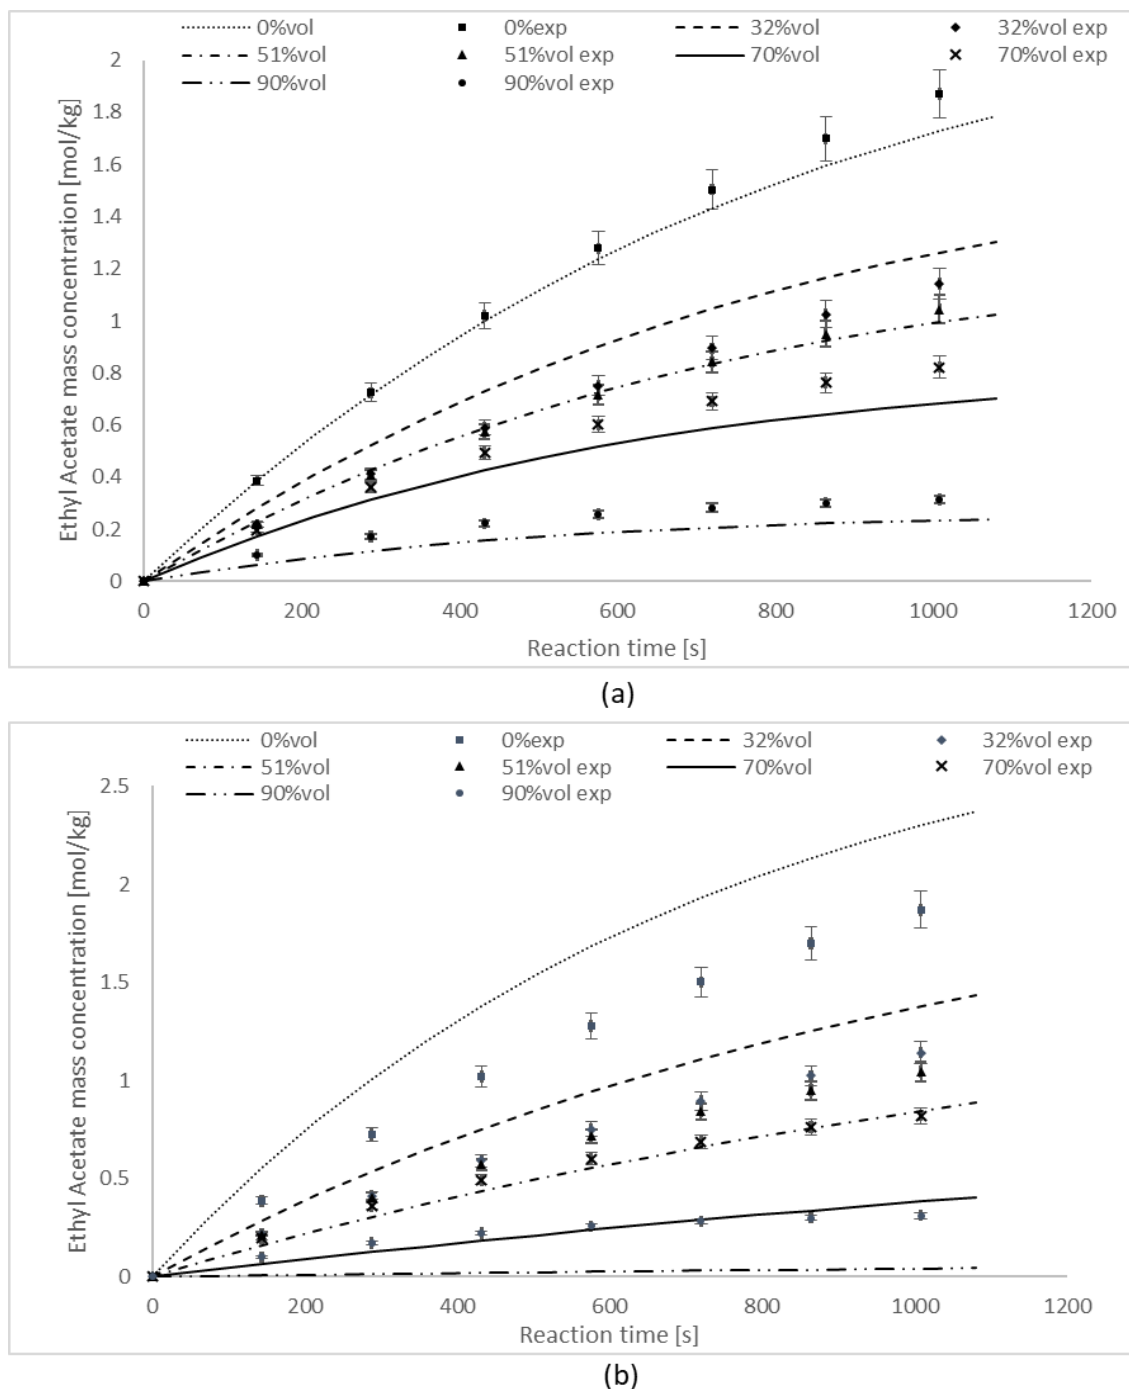 0%vol 0%exp 32%vol 32%vol exp
51%vol 51%vol exp 70%vol 70%vol exp
90%vol 90%vol exp
Ethyl Acetate mass concentration [mol/kg]
2
1.8
1.6
1.4
1.2
1
0.8
0.6
0.4
0.2
0
0 200 400 600 800 1000 1200
Reaction time [s]
(a)
0%vol 0%exp 32%vol 32%vol exp
51%vol 51%vol exp 70%vol 70%vol exp
90%vol 90%vol exp
Ethyl Acetate mass concentration [mol/kg]
2.5
2
1.5
1
0.5
0
0 200 400 600 800 1000 1200
Reaction time [s]
(b)